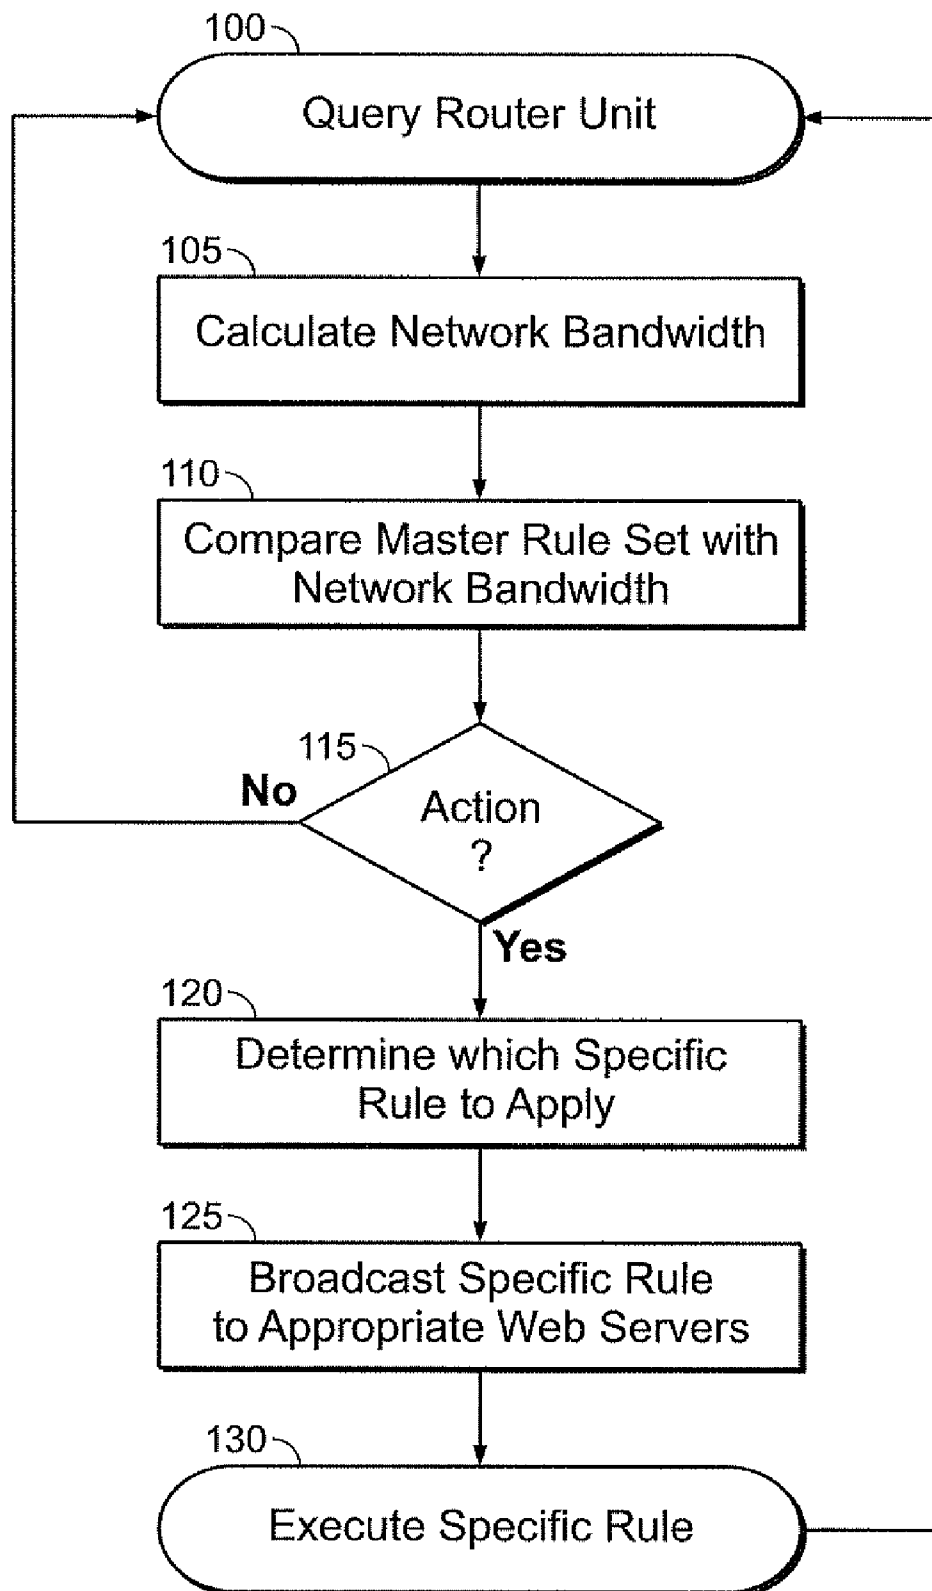 100
Query Router Unit
105
Calculate Network Bandwidth
110
Compare Master Rule Set with
Network Bandwidth
115
No
Action
?
Yes
120
Determine which Specific
Rule to Apply
125
Broadcast Specific Rule
to Appropriate Web Servers
130
Execute Specific Rule